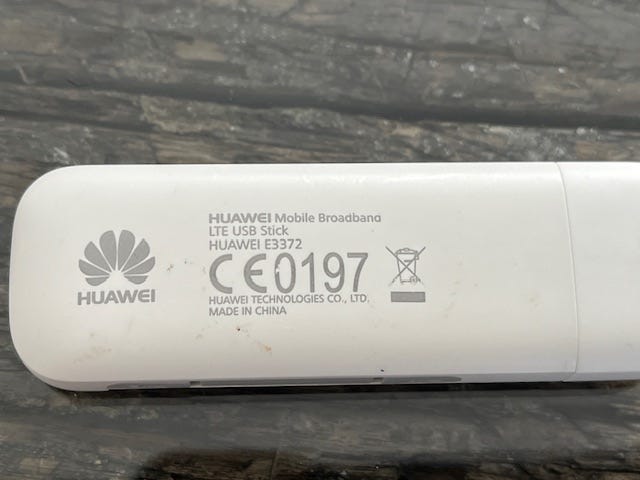 HUAWEI Mobile Broadband
LTE USB Stick
HUAWEI E3372
CE0197
HUAWEI TECHNOLOGIES CO., LTD.
MADE IN CHINA
HUAWEI